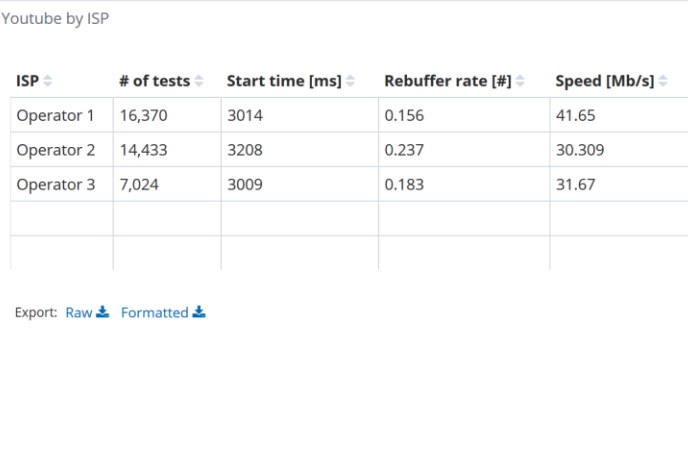 Youtube by ISP
ISP # of tests Start time [ms] Rebuffer rate [#] Speed [Mb/s]
Operator 1 16,370 3014 0.156 41.65
Operator 2 14,433 3208 0.237 30.309
Operator 3 7,024 3009 0.183 31.67
Export: Raw Formatted